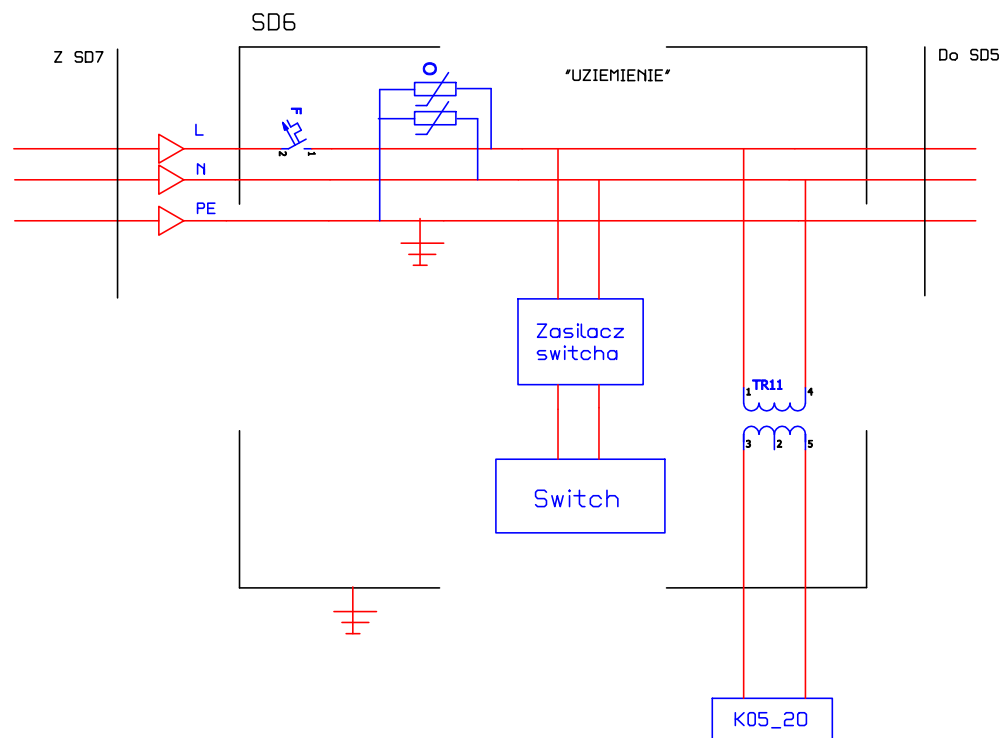 SD6
Z SD7
O
"UZIEMIENIE"
Do SD5
F
L
2
1
N
PE
Zasilacz
switcha
TR11
1
4
3
2
5
Switch
K05_20